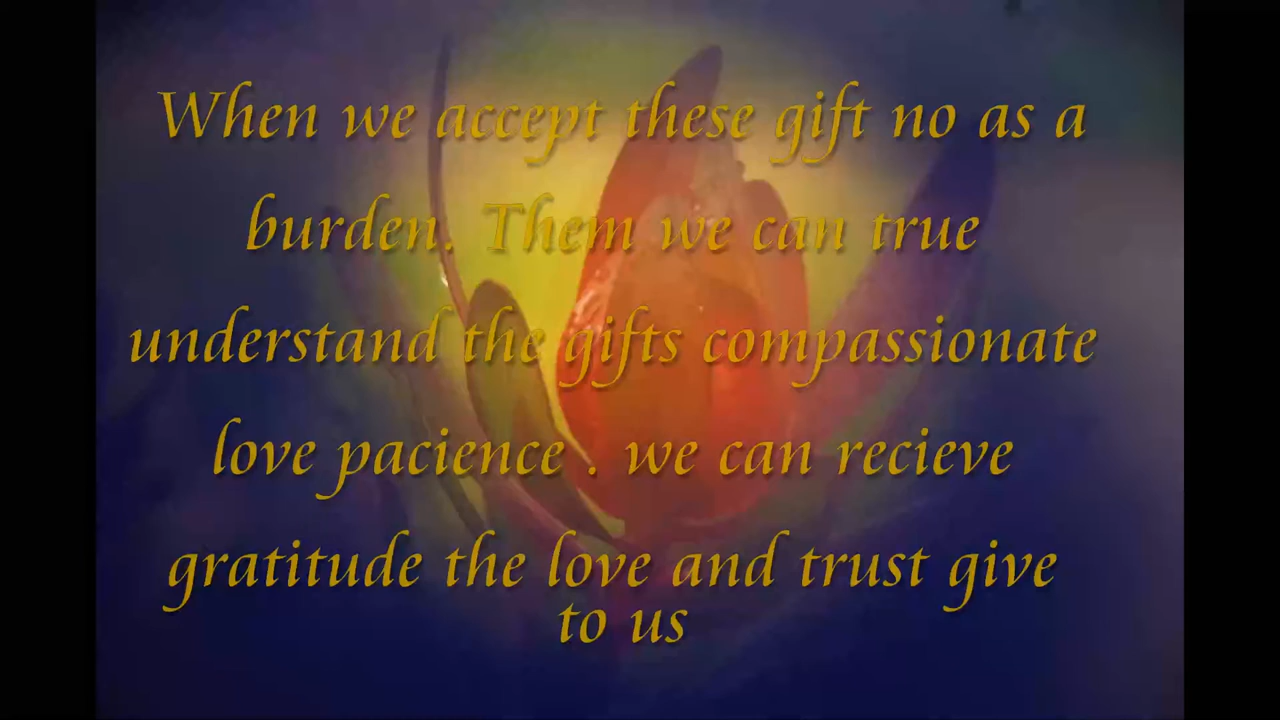 When we accept these gift no as a
burden. Them we can true
understand the gifts compassionate
love pacience . we can recieve
gratitude the love and trust give
to us